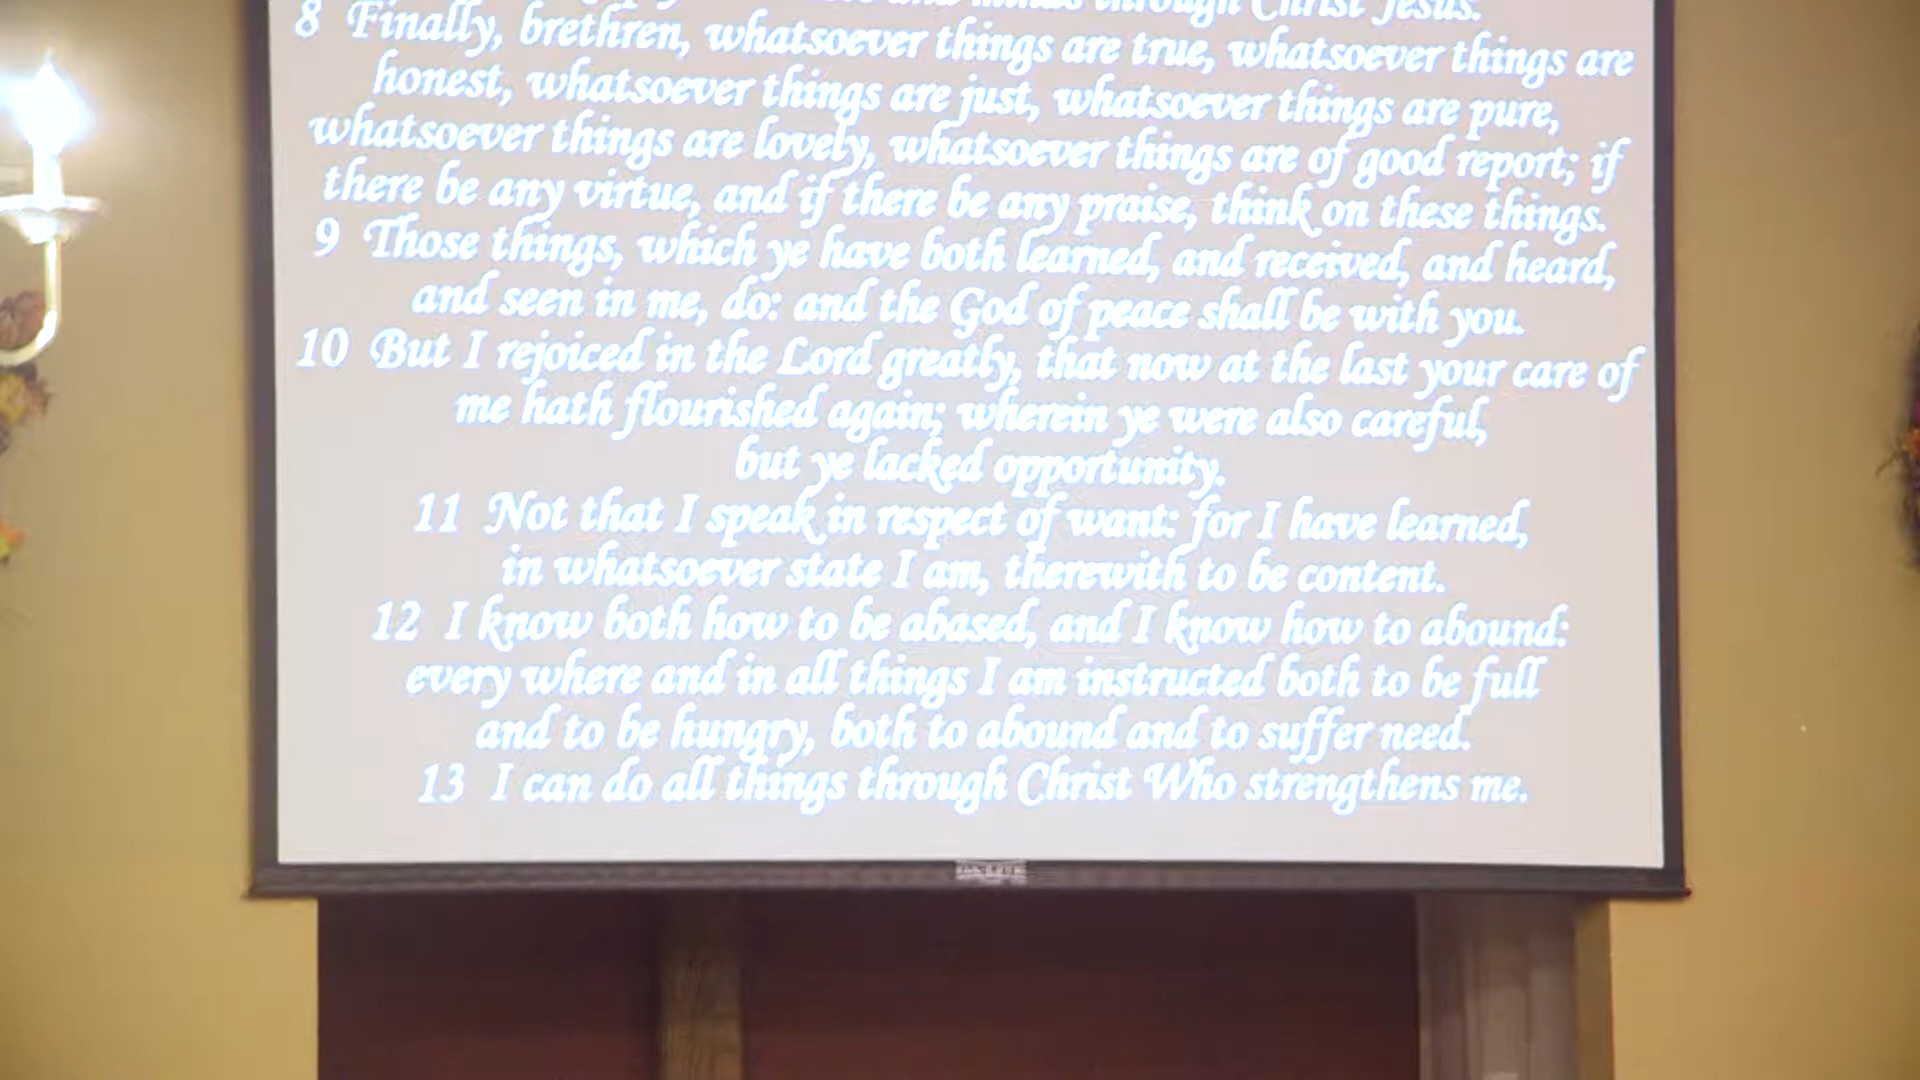 through Christ Jesus.
8 Finally, brethren, whatsoever things are true, whatsoever things are
honest, whatsoever things are just, whatsoever things are pure,
whatsoever things are lovely, whatsoever things are of good report; if
there be any virtue, and if there be any praise, think on these things.
9 Those things, which ye have both learned, and received, and heard,
and seen in me, do: and the God of peace shall be with you.
10 But I rejoiced in the Lord greatly, that now at the last your care of
me hath flourished again; wherein ye were also careful,
but ye lacked opportunity.
11 Not that I speak in respect of want: for I have learned,
in whatsoever state I am, therewith to be content.
12 I know both how to be abased, and I know how to abound:
every where and in all things I am instructed both to be full
and to be hungry, both to abound and to suffer need.
13 I can do all things through Christ Who strengthens me.